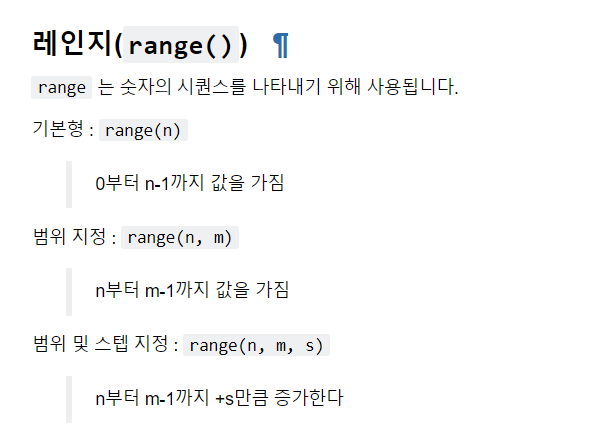 레인지(range()) ¶
range 는 숫자의 시퀀스를 나타내기 위해 사용됩니다.
기본형 : range(n)
0부터 n-1까지 값을 가짐
범위 지정 : range(n, m)
n부터 m-1까지 값을 가짐
범위 및 스텝 지정 : range(n, m, s)
n부터 m-1까지 +s만큼 증가한다